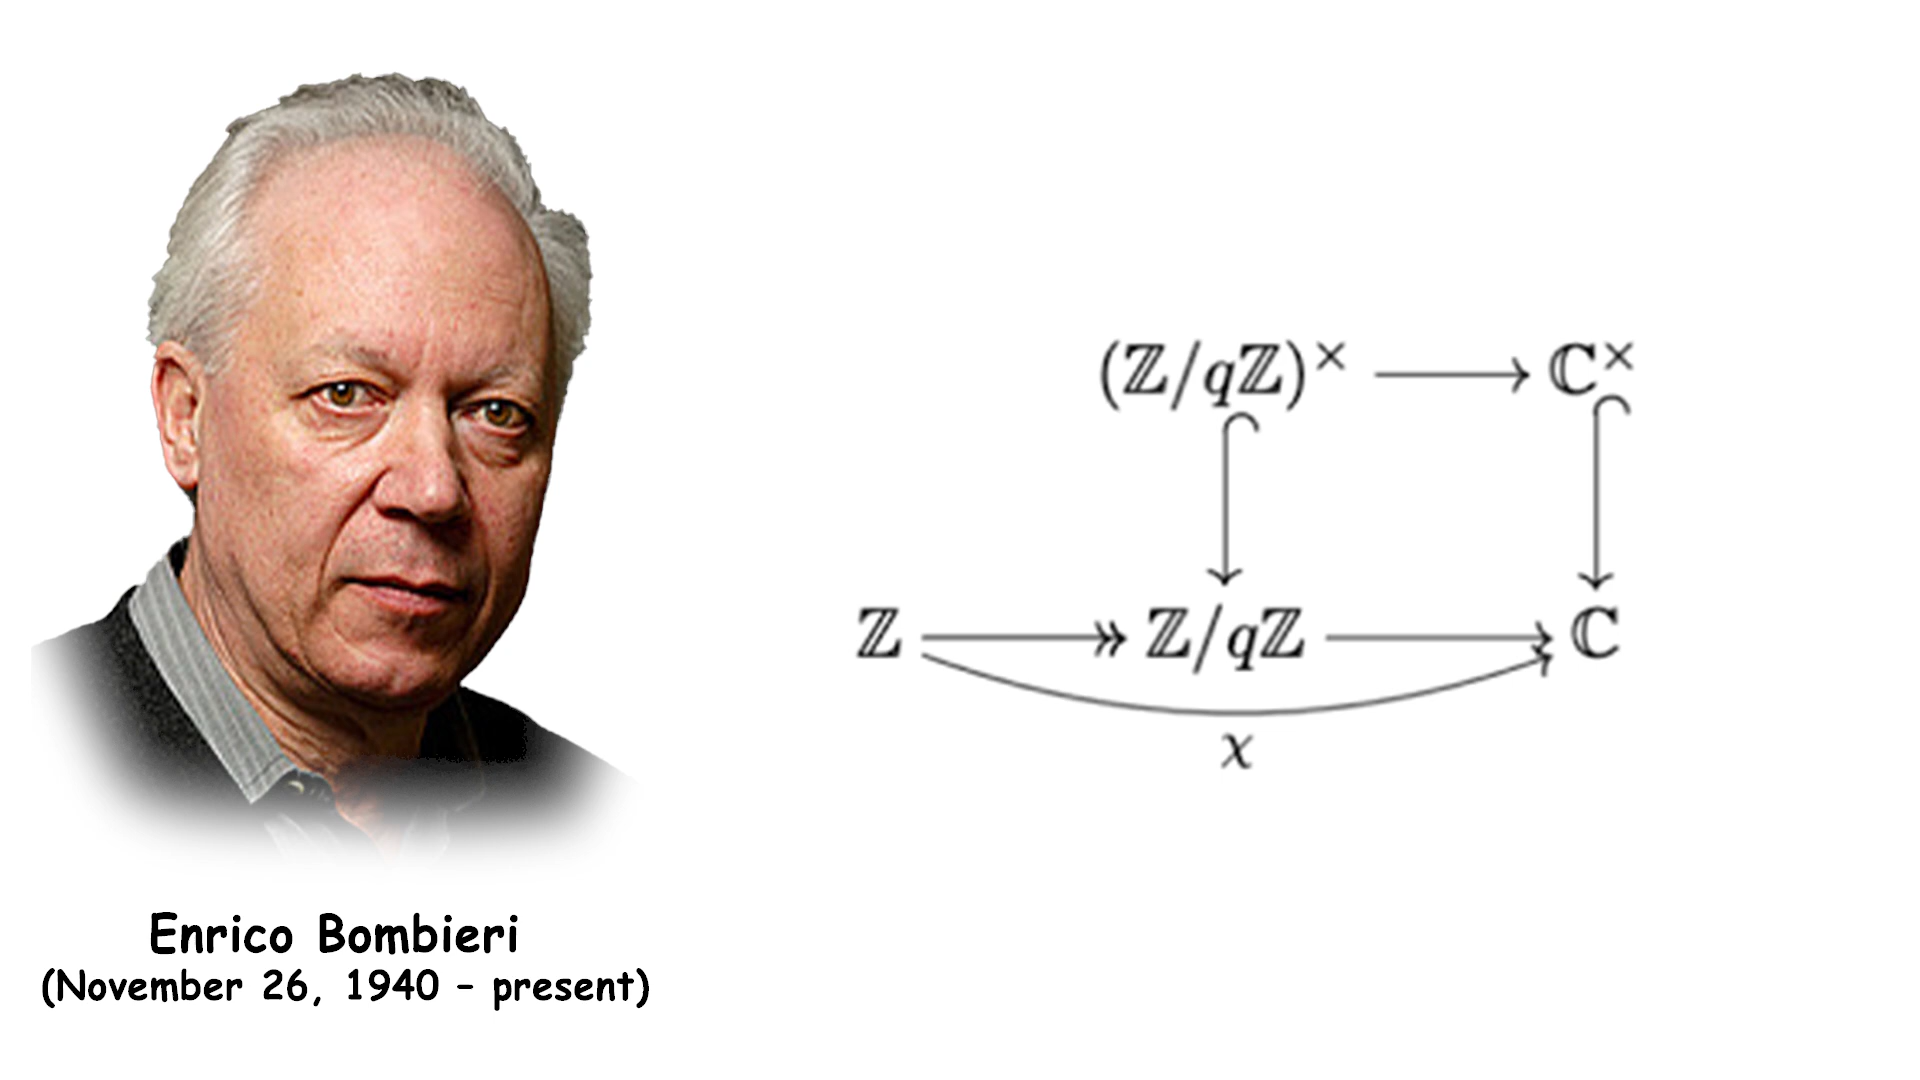 (ℤ/qℤ)^× ⟶ ℂ^×
ℤ ↠ ℤ/qℤ ⟶ ℂ
χ
Enrico Bombieri
(November 26, 1940 – present)